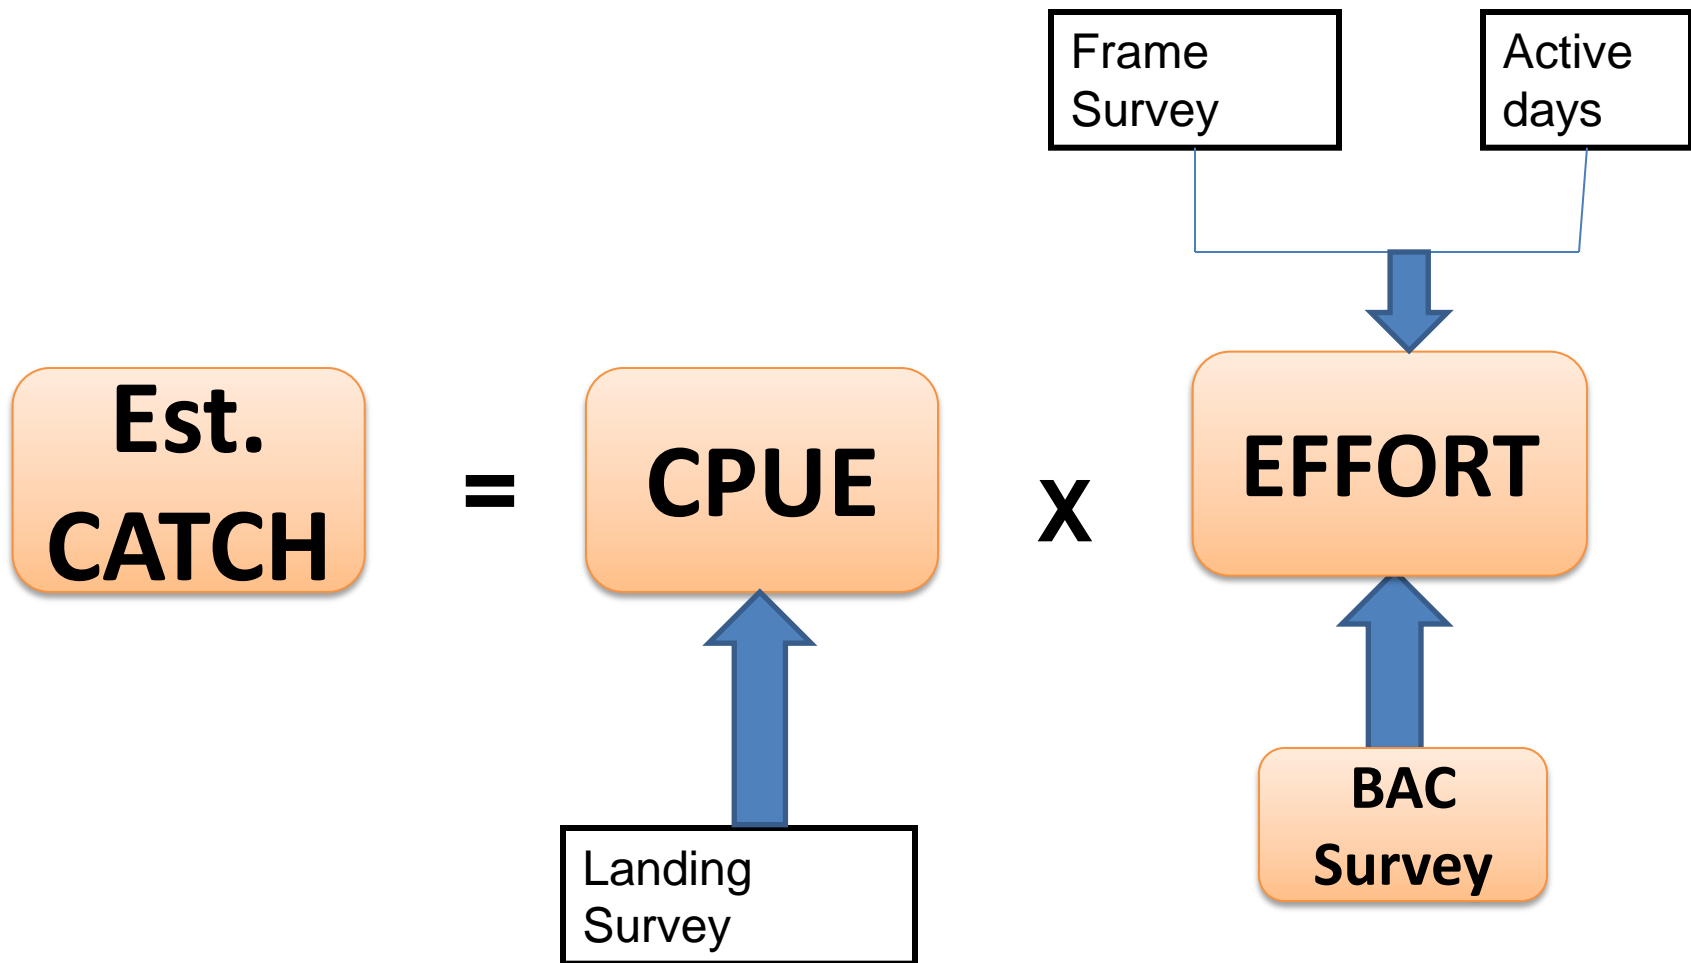 Frame
Survey
Active
days
Est.
CATCH
=
CPUE
X
EFFORT
Landing
Survey
BAC
Survey